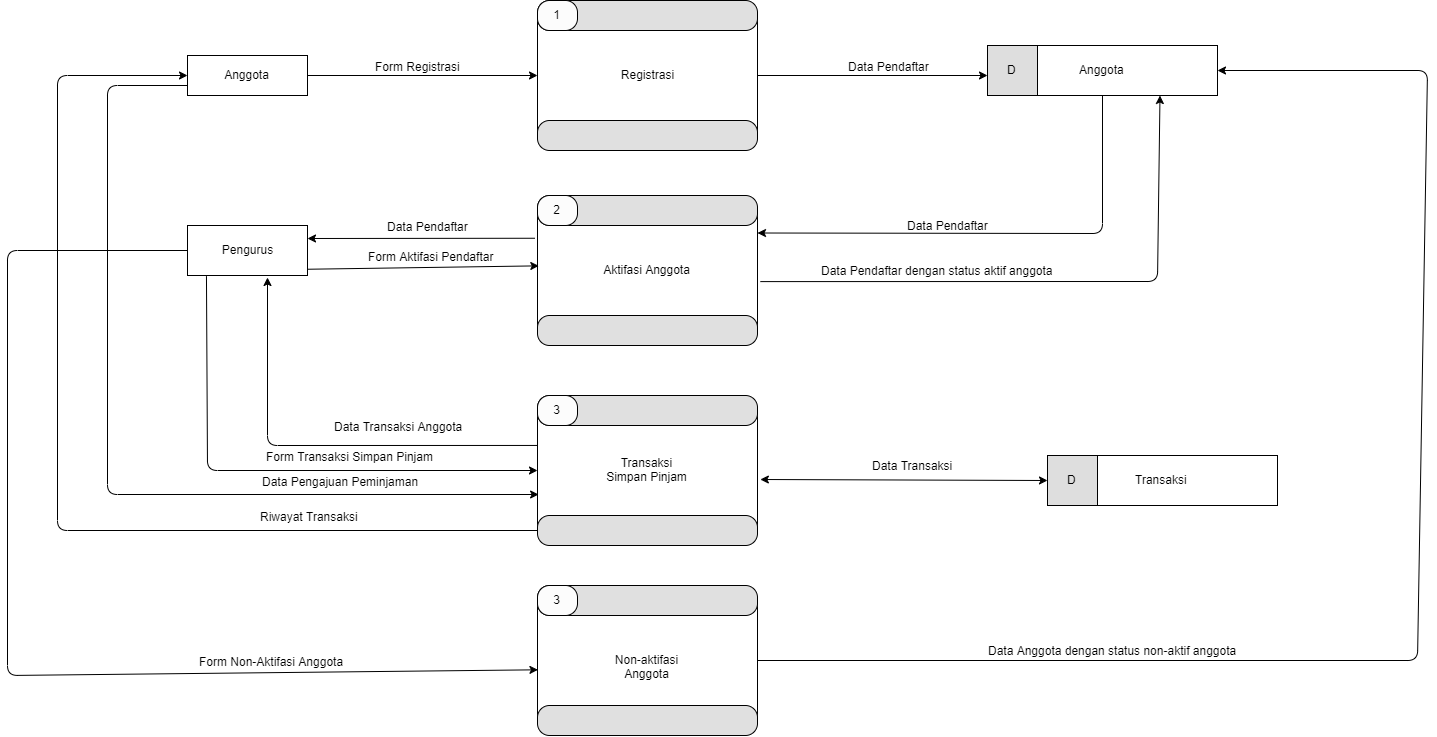 1
Anggota
Form Registrasi
Registrasi
Data Pendaftar
D
Anggota
2
Pengurus
Data Pendaftar
Form Aktifasi Pendaftar
Aktifasi Anggota
Data Pendaftar
Data Pendaftar dengan status aktif anggota
3
Data Transaksi Anggota
Form Transaksi Simpan Pinjam
Data Pengajuan Peminjaman
Riwayat Transaksi
Transaksi
Simpan Pinjam
Data Transaksi
D
Transaksi
3
Form Non-Aktifasi Anggota
Non-aktifasi
Anggota
Data Anggota dengan status non-aktif anggota